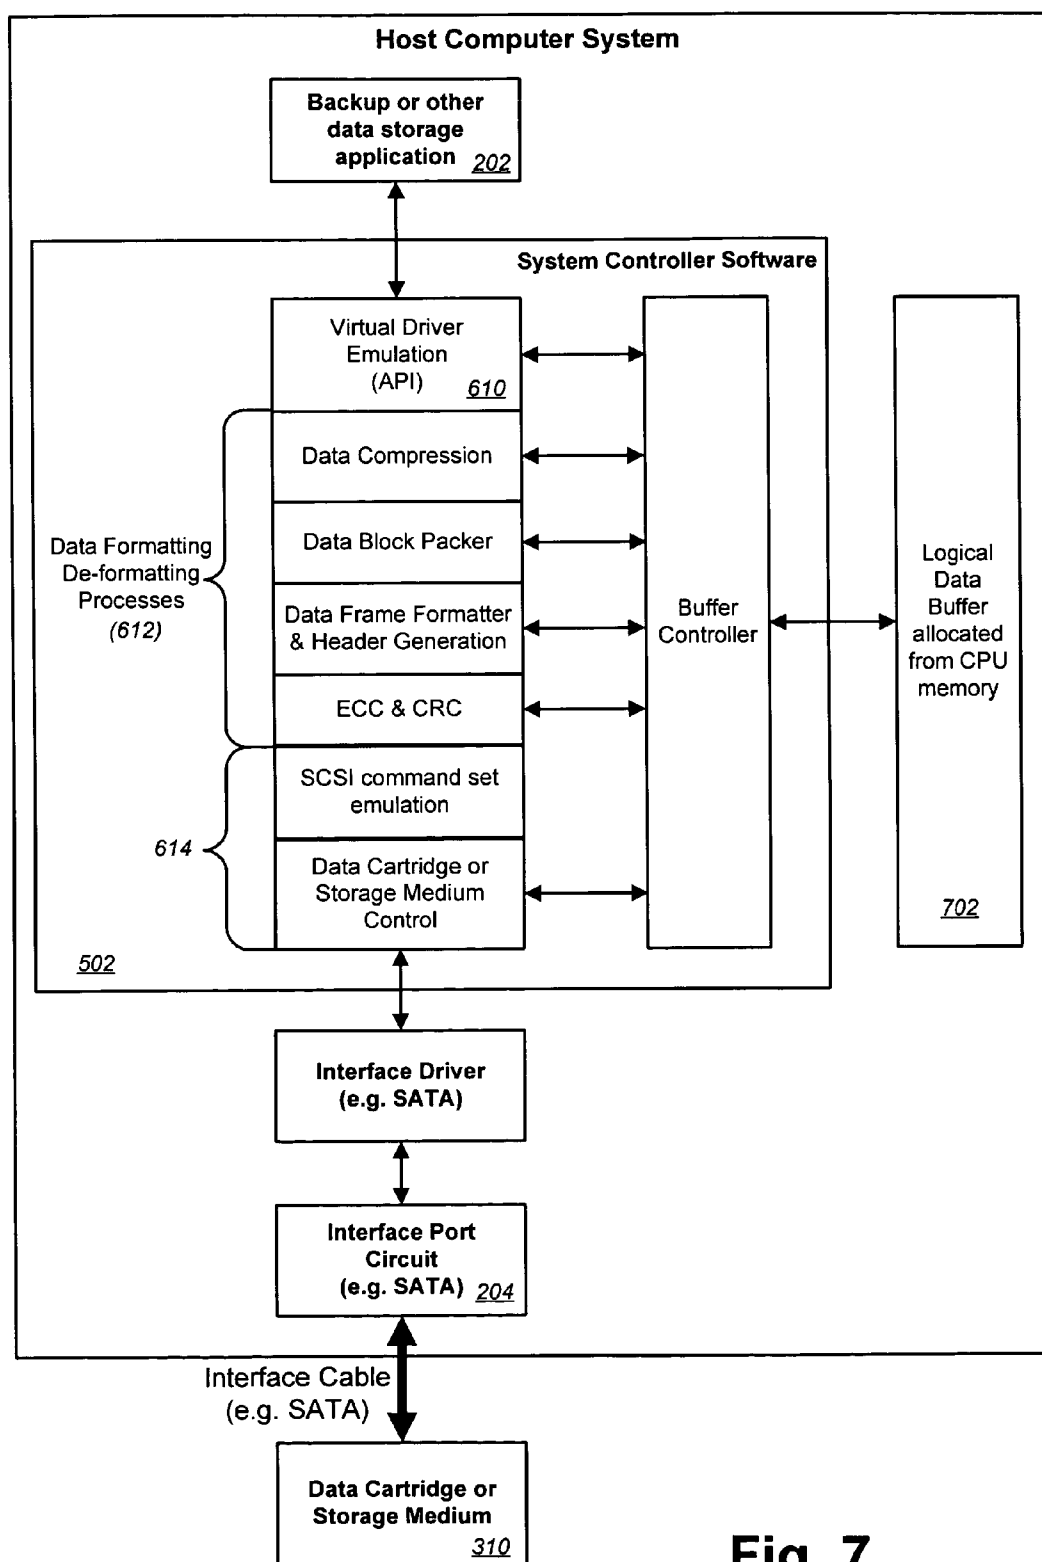 Host Computer System
Backup or other
data storage
application
202
System Controller Software
Virtual Driver
Emulation
(API)
610
Data Compression
Data Block Packer
Data Formatting
De-formatting
Processes
(612)
Data Frame Formatter
& Header Generation
ECC & CRC
SCSI command set
emulation
614
Data Cartridge or
Storage Medium
Control
Buffer
Controller
Logical
Data
Buffer
allocated
from CPU
memory
702
502
Interface Driver
(e.g. SATA)
Interface Port
Circuit
(e.g. SATA)
204
Interface Cable
(e.g. SATA)
Data Cartridge or
Storage Medium
310
Fig. 7